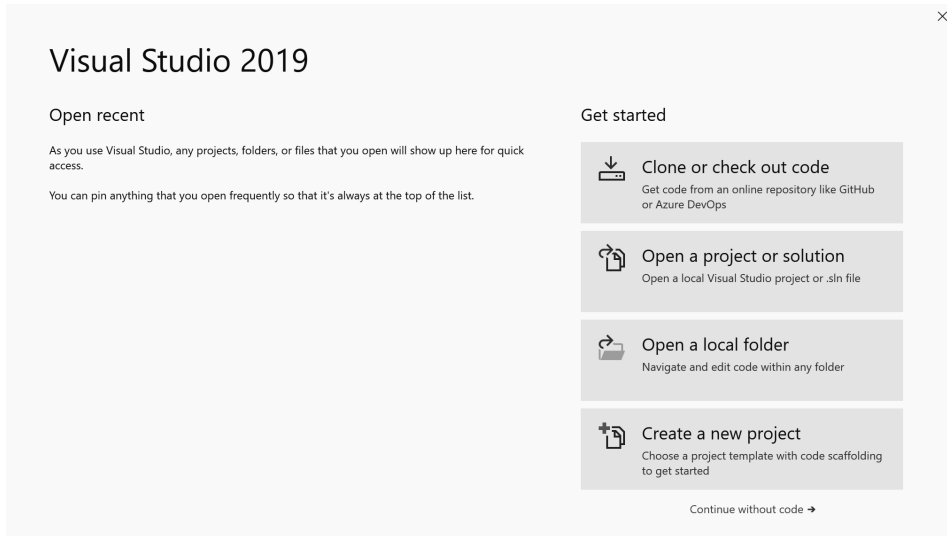 Visual Studio 2019
Open recent
As you use Visual Studio, any projects, folders, or files that you open will show up here for quick
access.
You can pin anything that you open frequently so that it's always at the top of the list.
Get started
Clone or check out code
Get code from an online repository like GitHub
or Azure DevOps
Open a project or solution
Open a local Visual Studio project or .sln file
Open a local folder
Navigate and edit code within any folder
Create a new project
Choose a project template with code scaffolding
to get started
Continue without code →